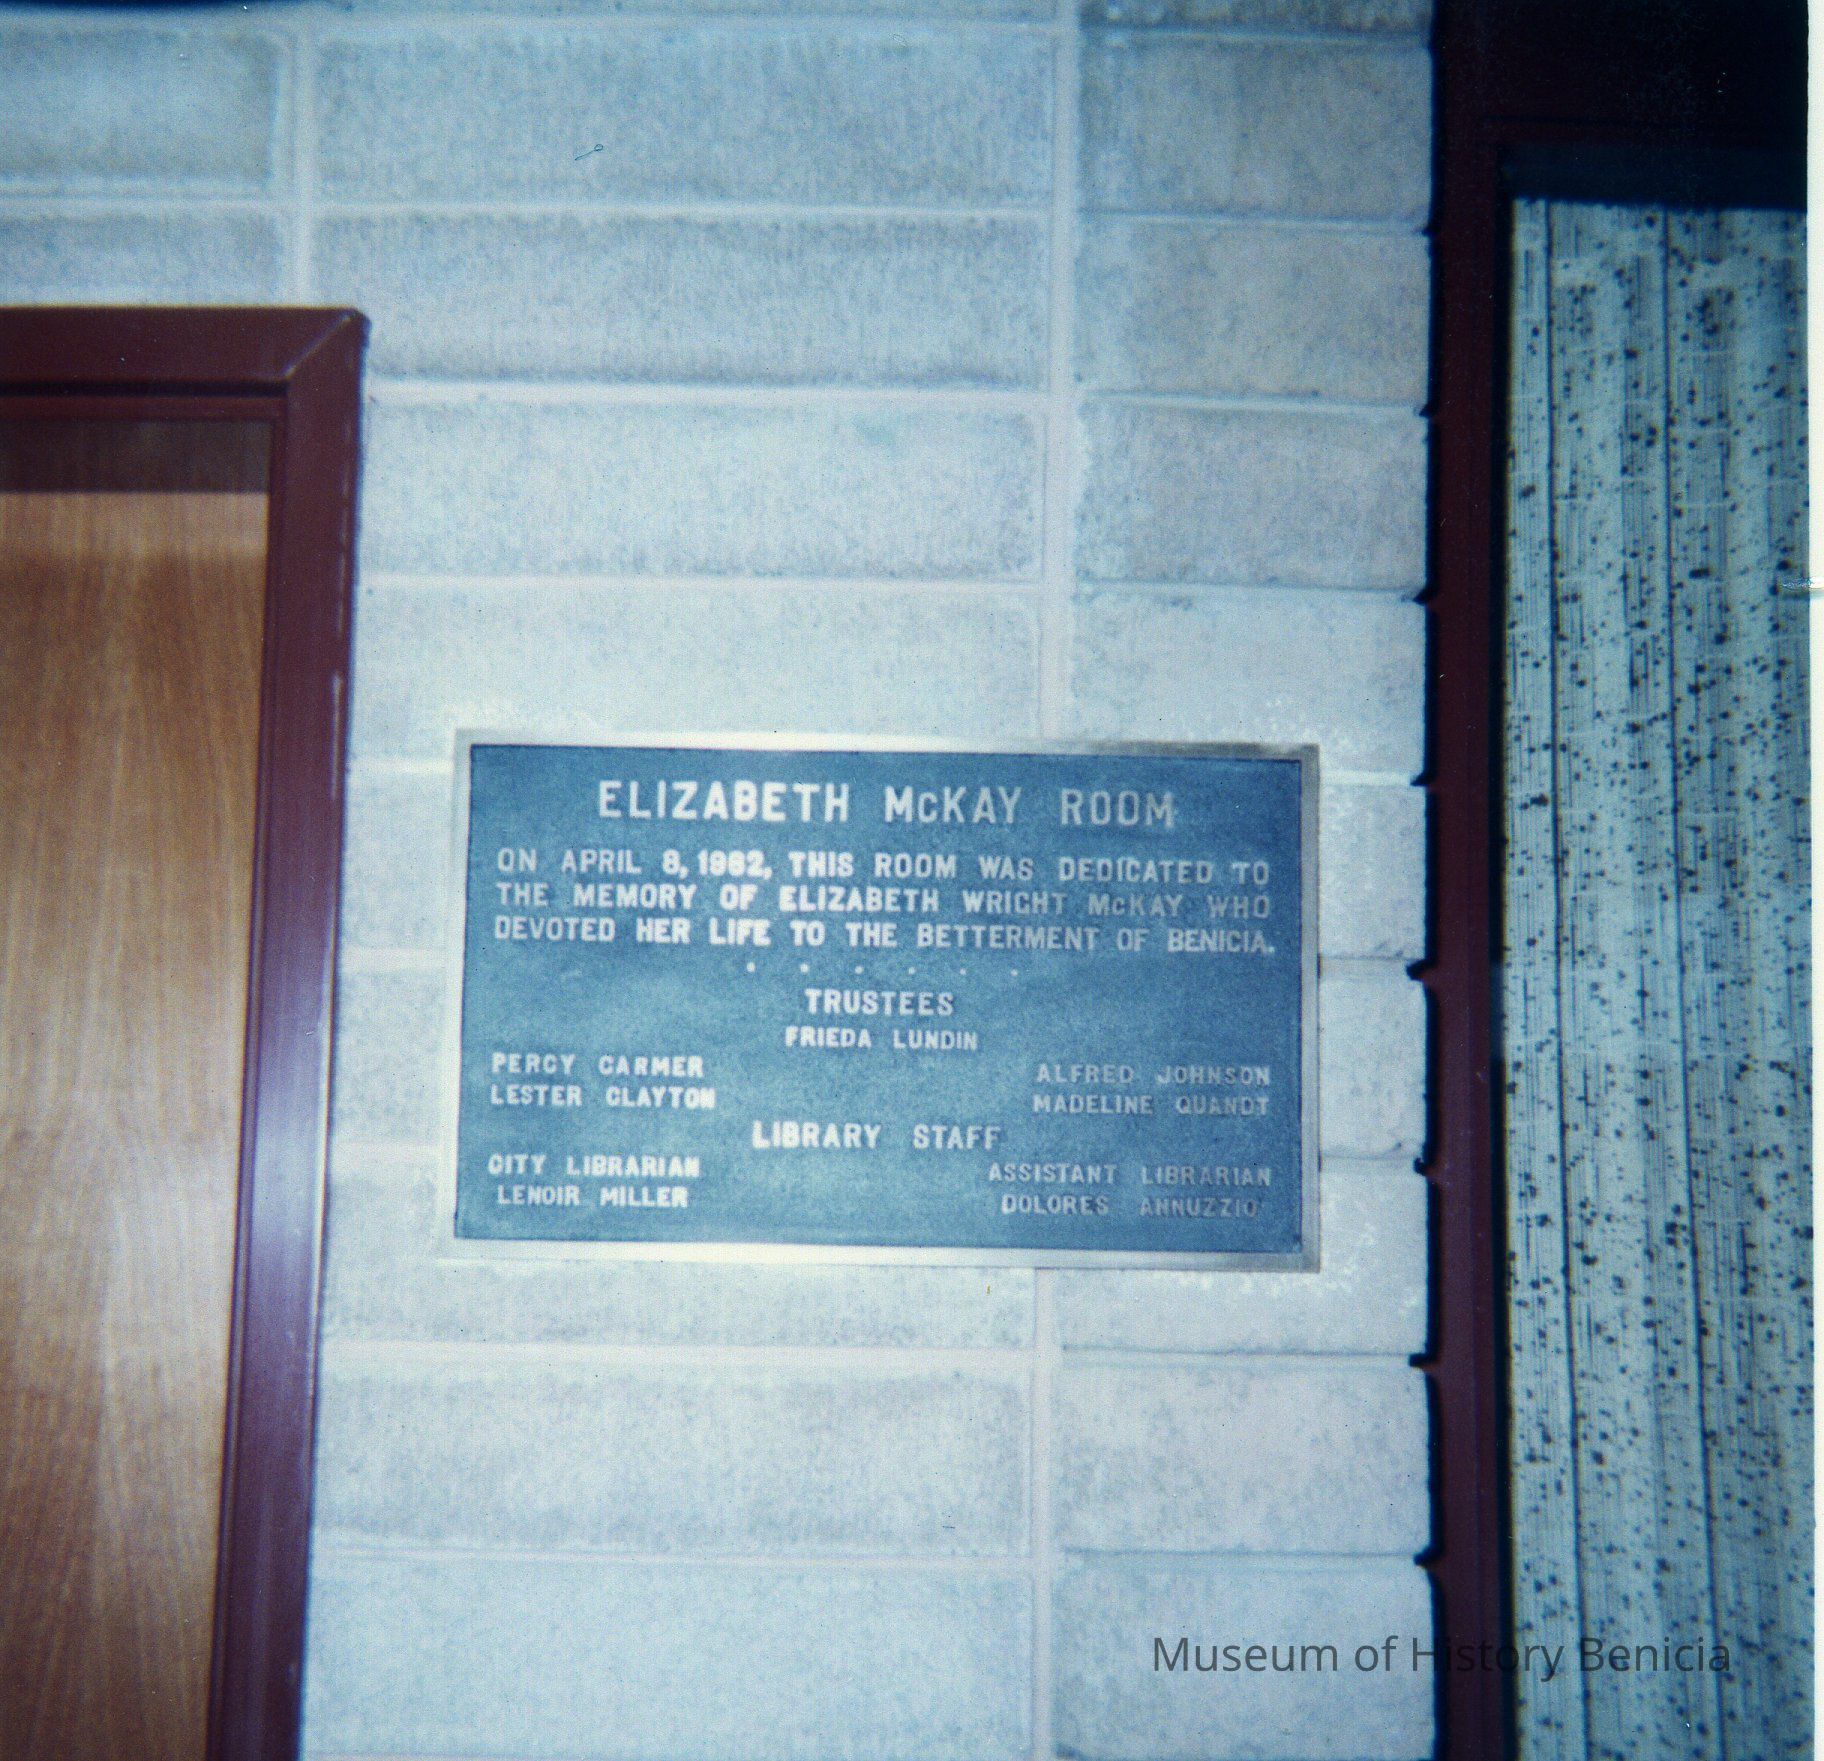 ELIZABETH McKAY ROOM
ON APRIL 8, 1982, THIS ROOM WAS DEDICATED TO
THE MEMORY OF ELIZABETH WRIGHT McKAY WHO
DEVOTED HER LIFE TO THE BETTERMENT OF BENICIA.
. . . . . .
TRUSTEES
FRIEDA LUNDIN
PERCY CARMER ALFRED JOHNSON
LESTER CLAYTON MADELINE QUANDT
LIBRARY STAFF
CITY LIBRARIAN ASSISTANT LIBRARIAN
LENOIR MILLER DOLORES ANNUZZIO
Museum of History Benicia